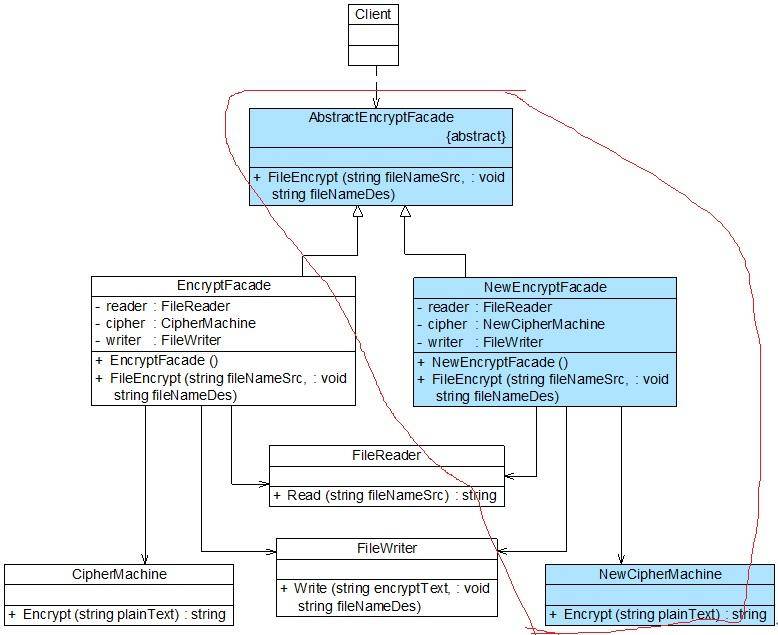 Client
AbstractEncryptFacade
{abstract}
+ FileEncrypt (string fileNameSrc, : void
string fileNameDes)
EncryptFacade
- reader : FileReader
- cipher : CipherMachine
- writer : FileWriter
+ EncryptFacade ()
+ FileEncrypt (string fileNameSrc, : void
string fileNameDes)
NewEncryptFacade
- reader : FileReader
- cipher : NewCipherMachine
- writer : FileWriter
+ NewEncryptFacade ()
+ FileEncrypt (string fileNameSrc, : void
string fileNameDes)
FileReader
+ Read (string fileNameSrc) : string
FileWriter
+ Write (string encryptText, : void
string fileNameDes)
CipherMachine
+ Encrypt (string plainText) : string
NewCipherMachine
+ Encrypt (string plainText) : string